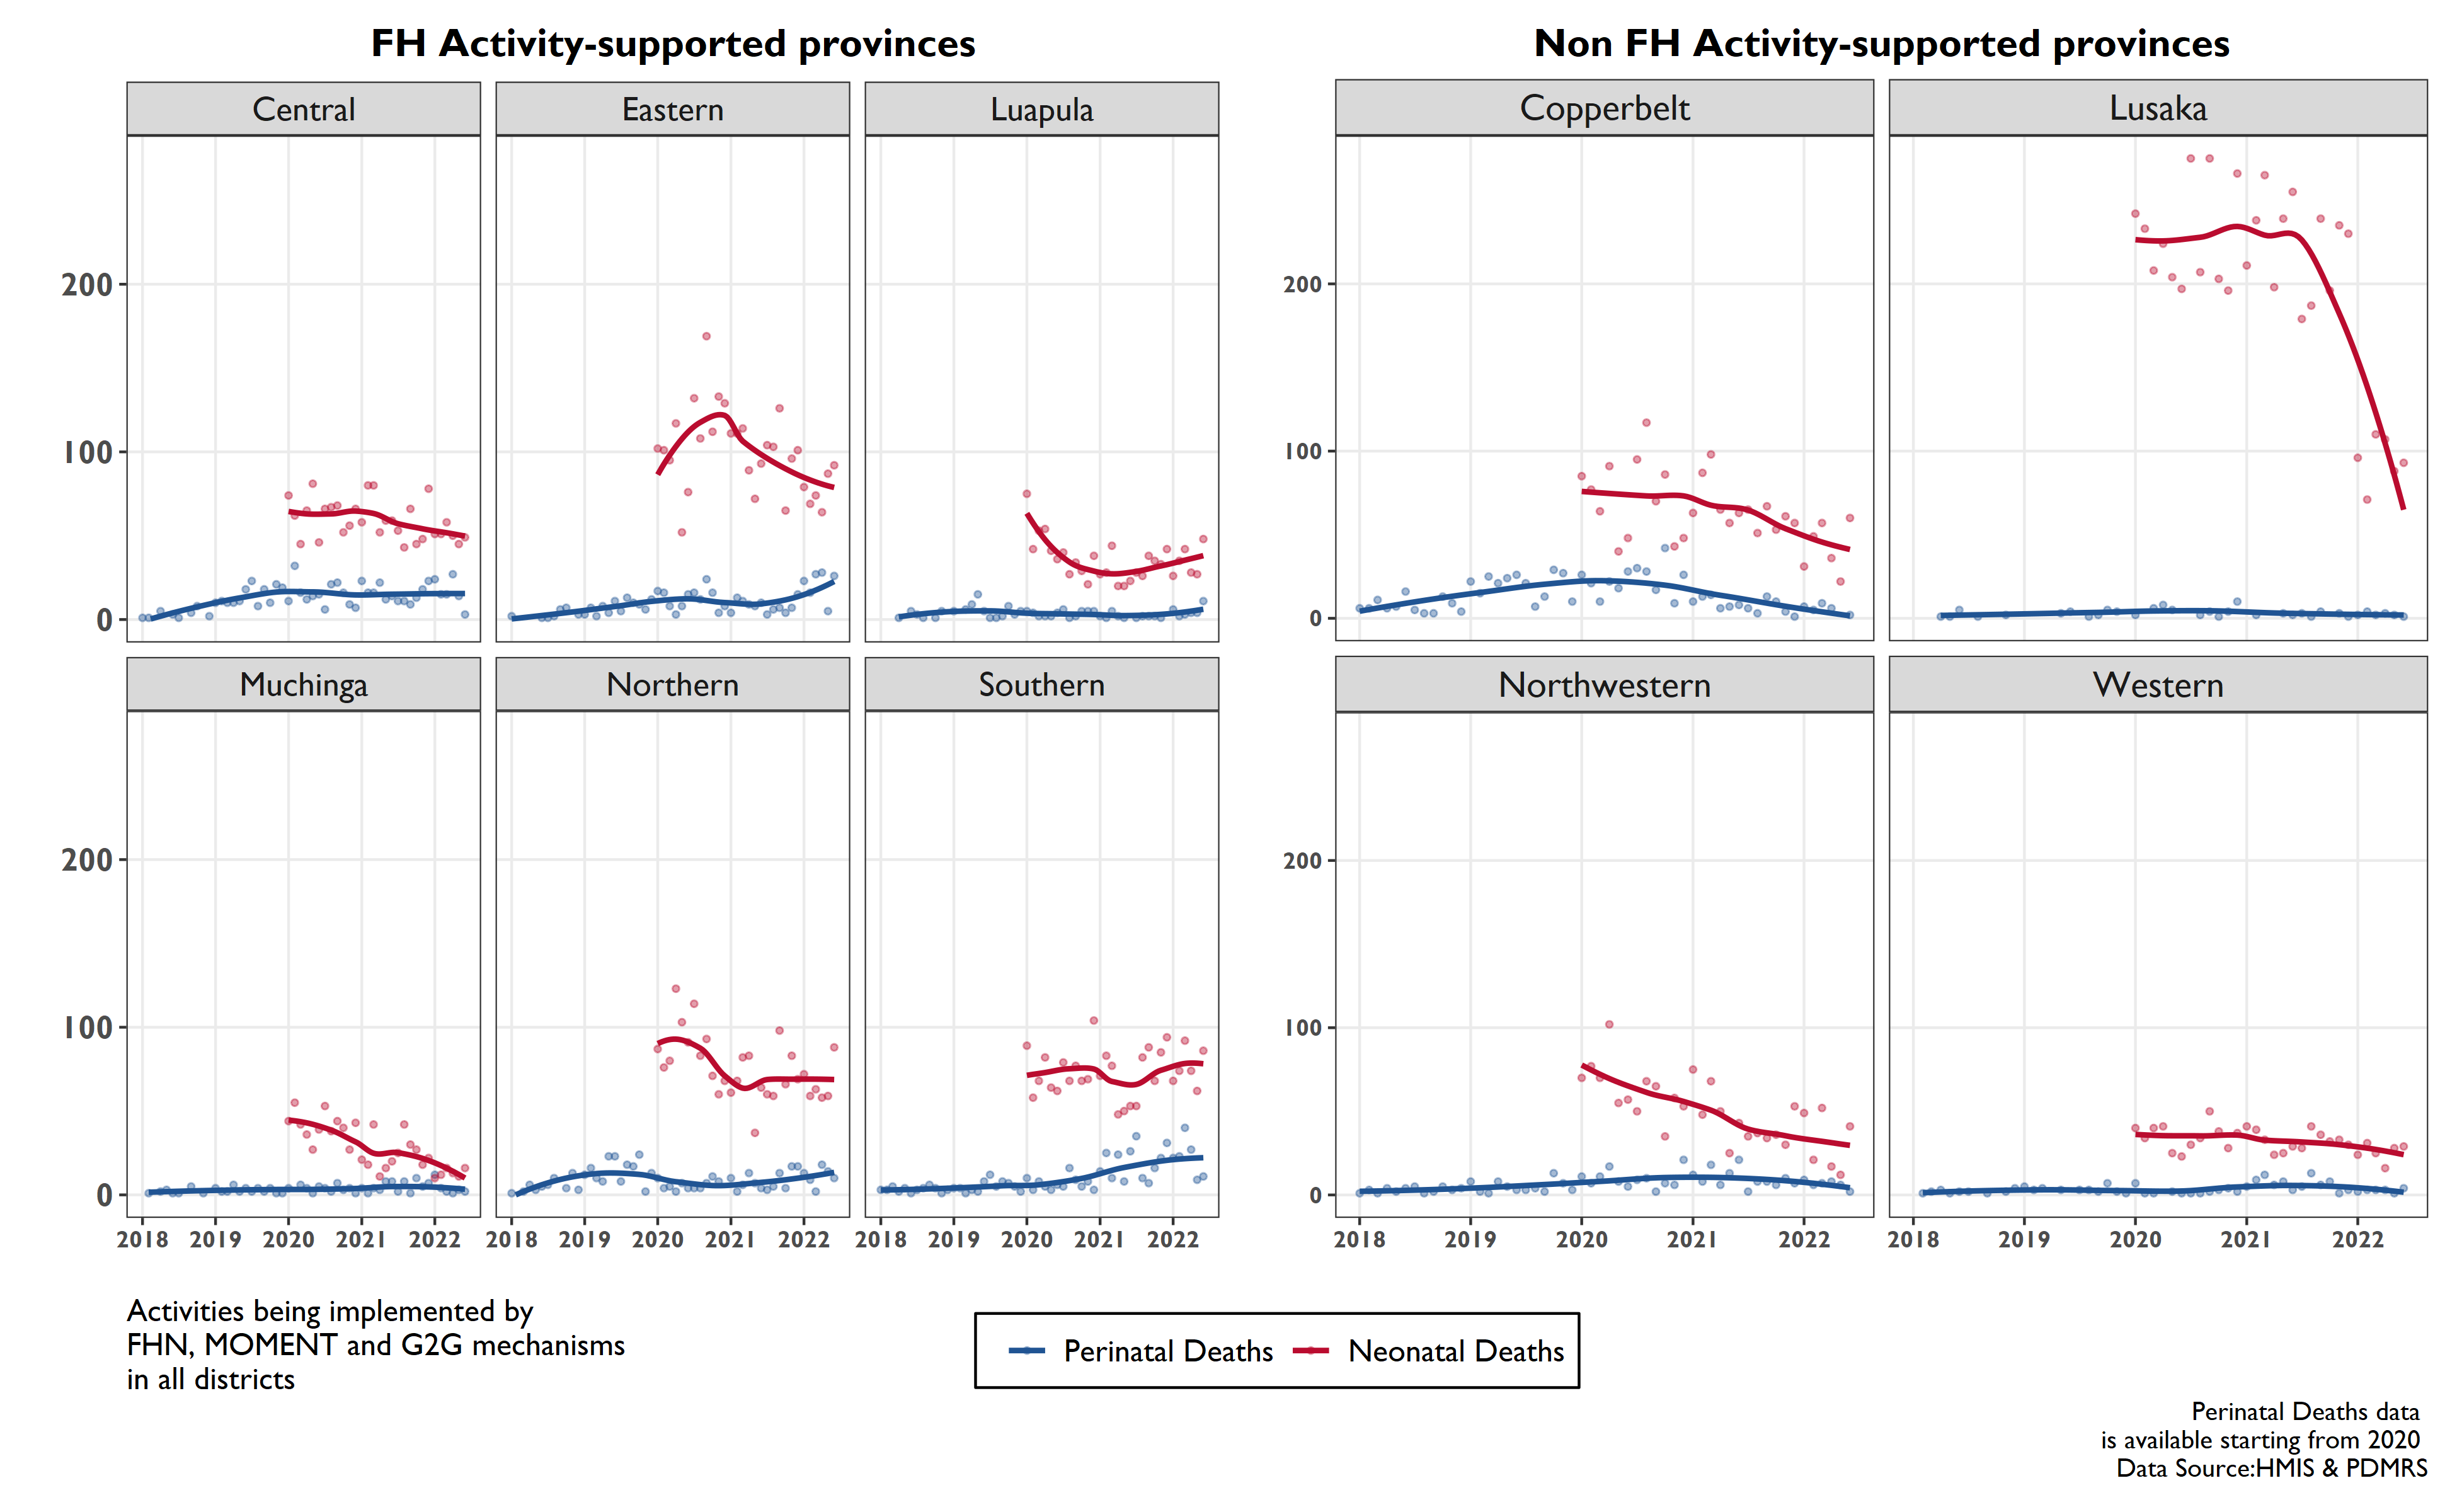 FH Activity-supported provinces
Non FH Activity-supported provinces
Central
Eastern
Luapula
Copperbelt
Lusaka
200
100
0
200
100
0
Muchinga
Northern
Southern
Northwestern
Western
200
100
0
200
100
0
2018 2019 2020 2021 2022 2018 2019 2020 2021 2022 2018 2019 2020 2021 2022
2018 2019 2020 2021 2022 2018 2019 2020 2021 2022
Activities being implemented by
FHN, MOMENT and G2G mechanisms
in all districts
Perinatal Deaths Neonatal Deaths
Perinatal Deaths data
is available starting from 2020
Data Source:HMIS & PDMRS